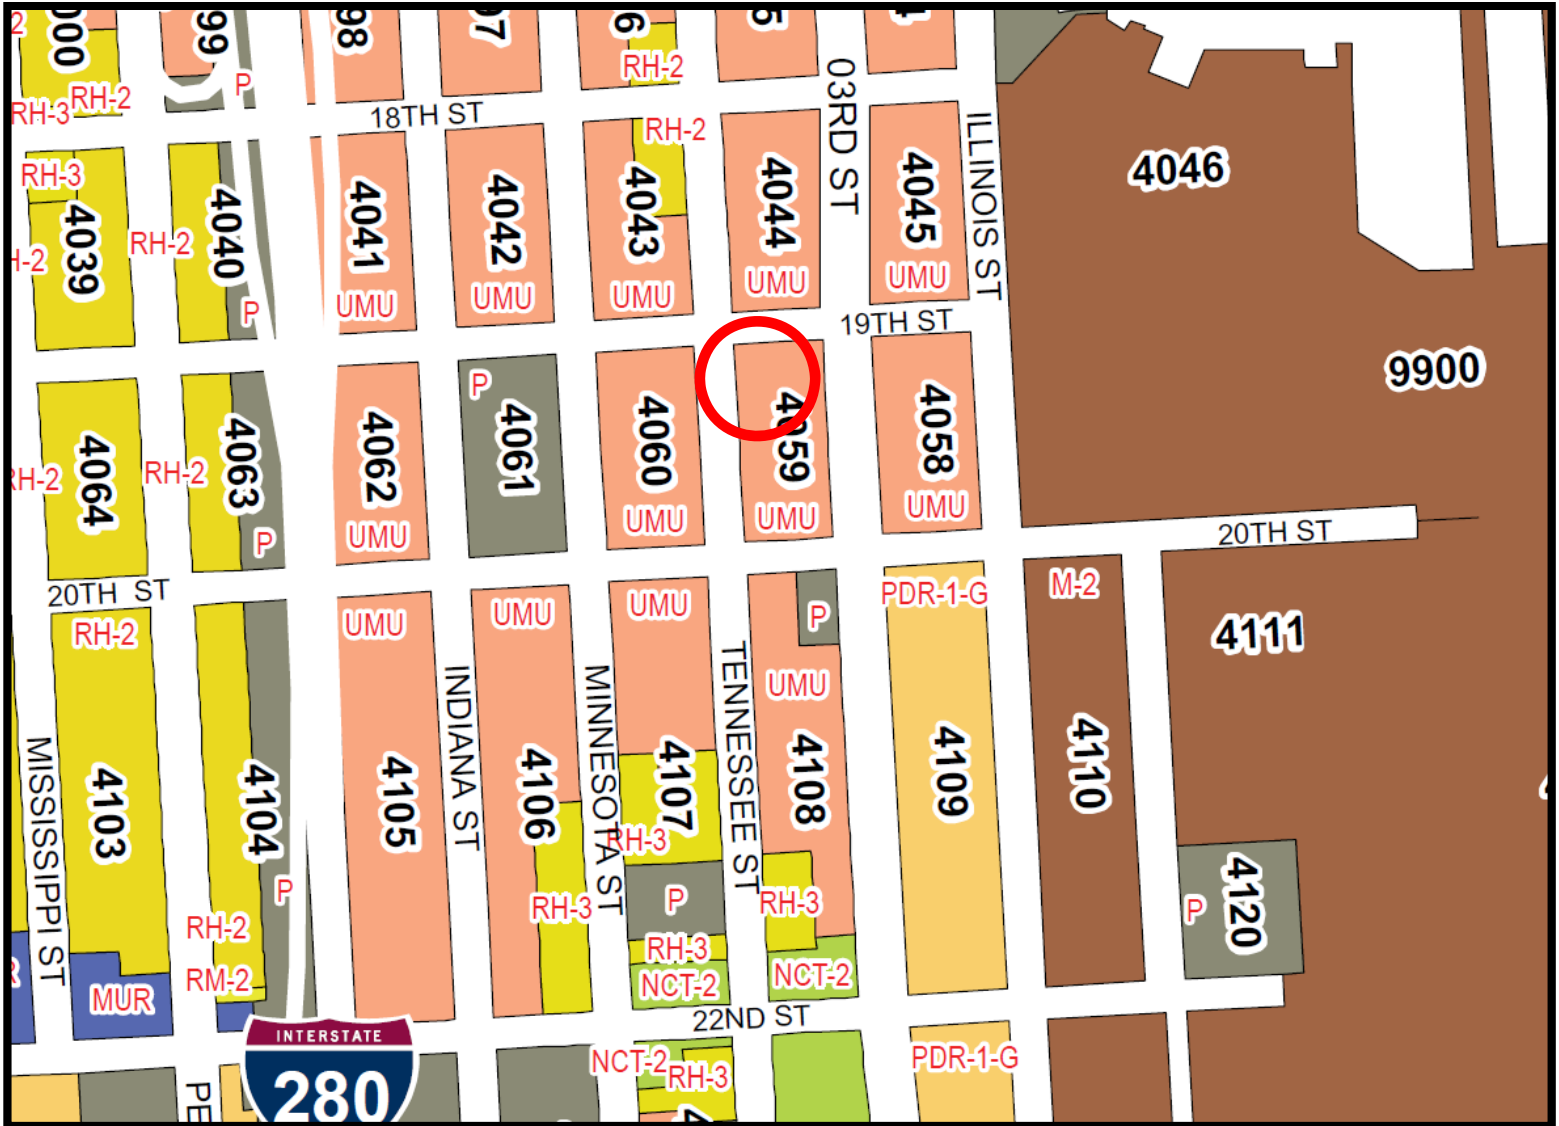 RH-2
P
RH-2
RH-3
18TH ST
03RD ST
ILLINOIS ST
RH-2
RH-3
4039
RH-2
4040
P
4041
UMU
4042
UMU
4043
UMU
4044
UMU
4045
UMU
4046
19TH ST
9900
4064
RH-2
4063
P
4062
UMU
P
4061
4060
UMU
4059
UMU
4058
UMU
20TH ST
20TH ST
RH-2
UMU
UMU
UMU
P
UMU
PDR-1-G
M-2
4111
MISSISSIPPI ST
4103
4104
P
4105
INDIANA ST
4106
MINNESOTA ST
4107
TENNESSEE ST
4108
4109
4110
RH-3
RH-3
P
RH-3
P
4120
RH-2
RM-2
RH-3
NCT-2
NCT-2
MUR
22ND ST
INTERSTATE
280
NCT-2
RH-3
PDR-1-G